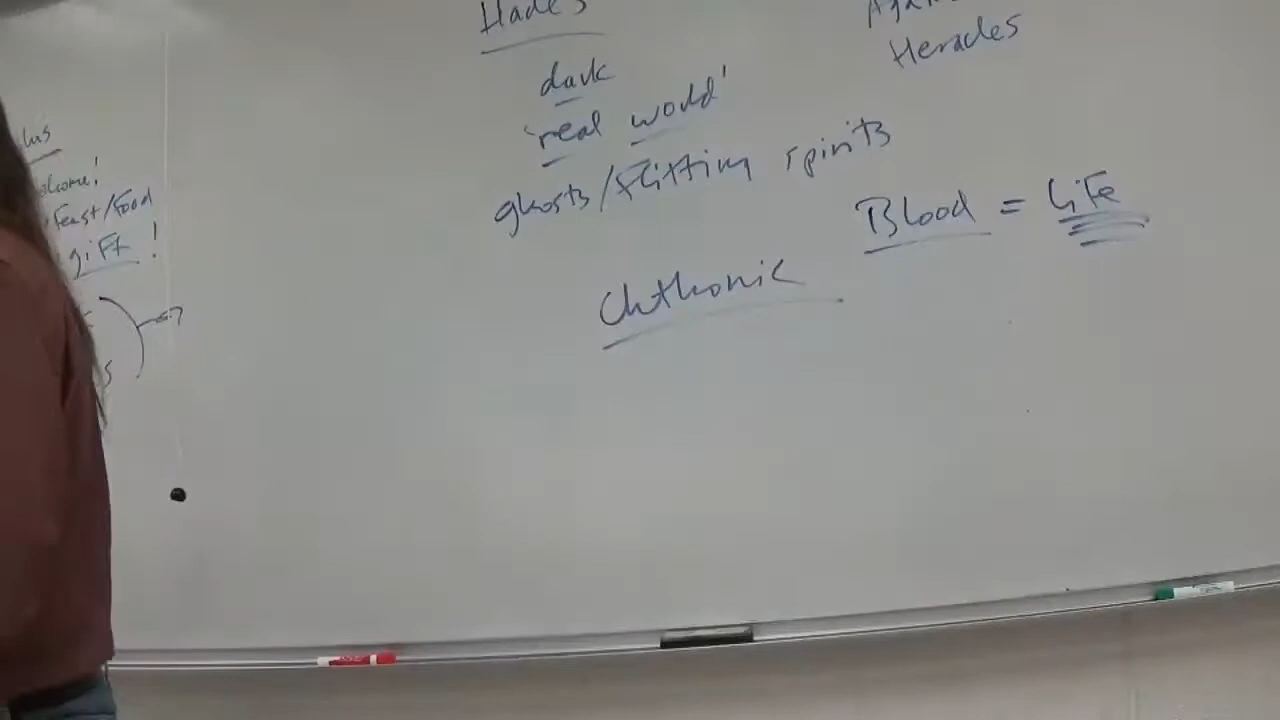 Hades
dark
'real world'
ghosts/flitting spirits
Chthonic
Heracles
Blood = Life
Feast/Food
gift!